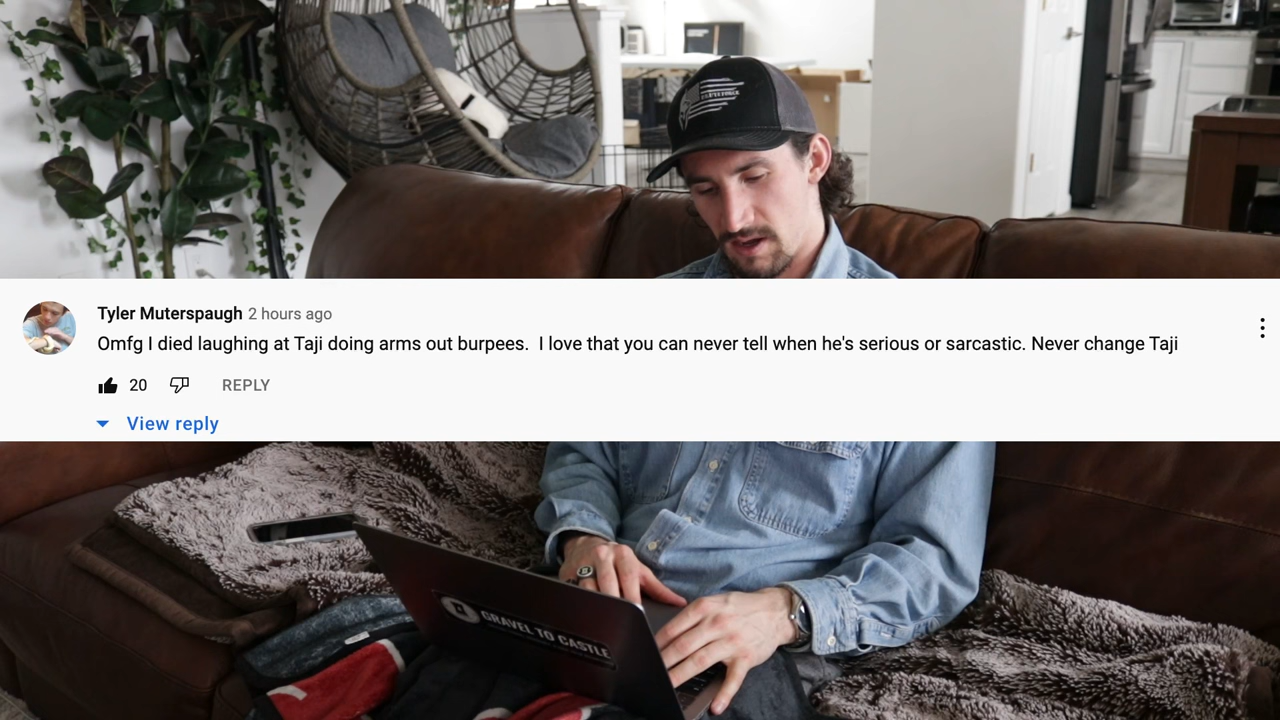 Tyler Muterspaugh 2 hours ago
Omfg I died laughing at Taji doing arms out burpees.  I love that you can never tell when he's serious or sarcastic. Never change Taji
20 REPLY
View reply
GRAVEL TO CASTLE